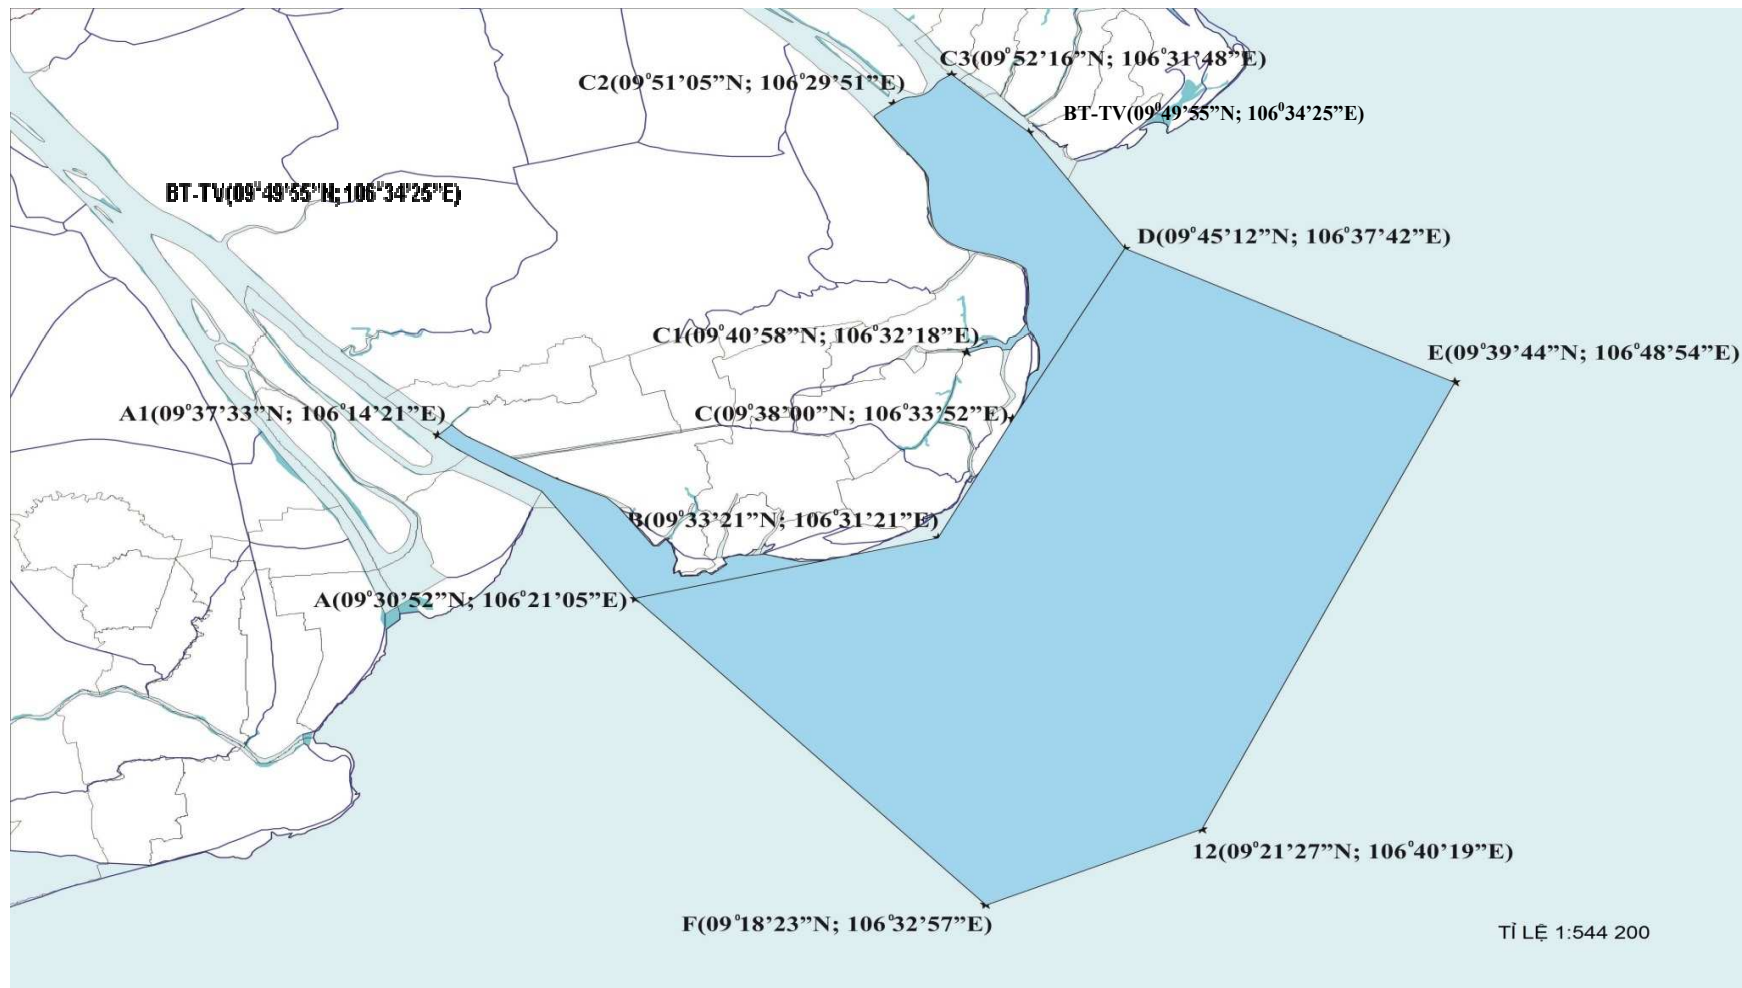 C3(09°52'16”N; 106°31'48”E)
C2(09°51'05”N; 106°29'51”E)
BT-TV(09°49'55”N; 106°34'25”E)
BT-TV(09°49'55”N; 106°34'25”E)
D(09°45'12”N; 106°37'42”E)
C1(09°40'58”N; 106°32'18”E)
E(09°39'44”N; 106°48'54”E)
A1(09°37'33”N; 106°14'21”E)
C(09°38'00”N; 106°33'52”E)
B(09°33'21”N; 106°31'21”E)
A(09°30'52”N; 106°21'05”E)
12(09°21'27”N; 106°40'19”E)
F(09°18'23”N; 106°32'57”E)
TỈ LỆ 1:544 200